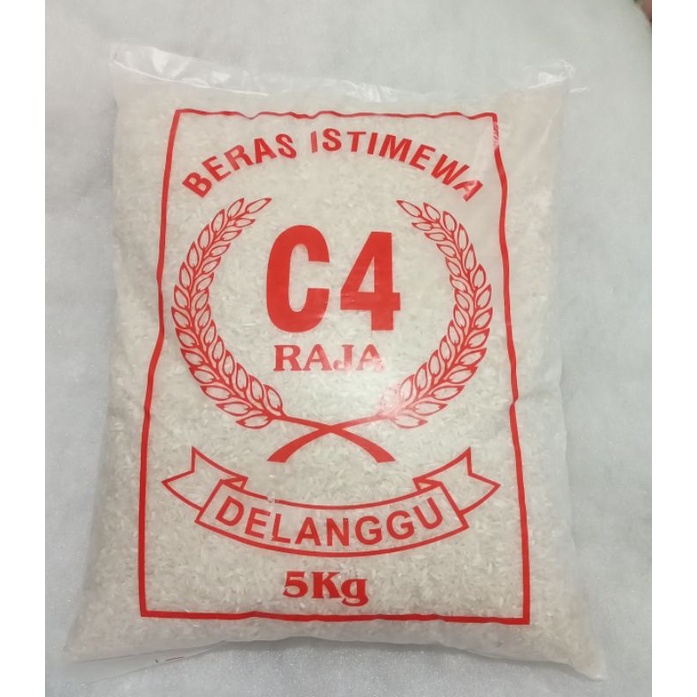 BERAS ISTIMEWA
C4
RAJA
DELANGGU
5Kg